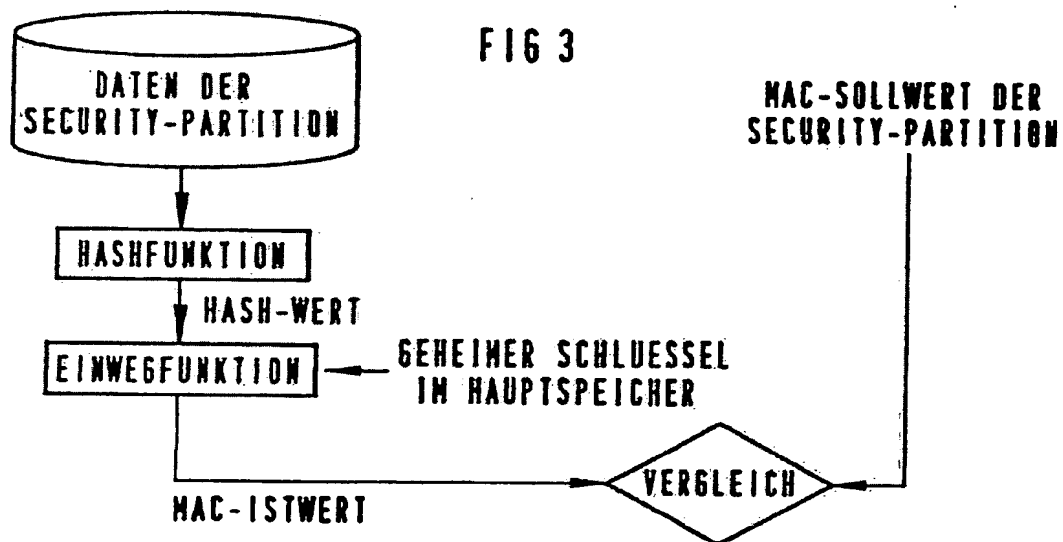 FIG 3
DATEN DER
SECURITY-PARTITION
MAC-SOLLWERT DER
SECURITY-PARTITION
HASHFUNKTION
HASH-WERT
EINWEGFUNKTION
GEHEIMER SCHLUESSEL
IM HAUPTSPEICHER
VERGLEICH
MAC-ISTWERT